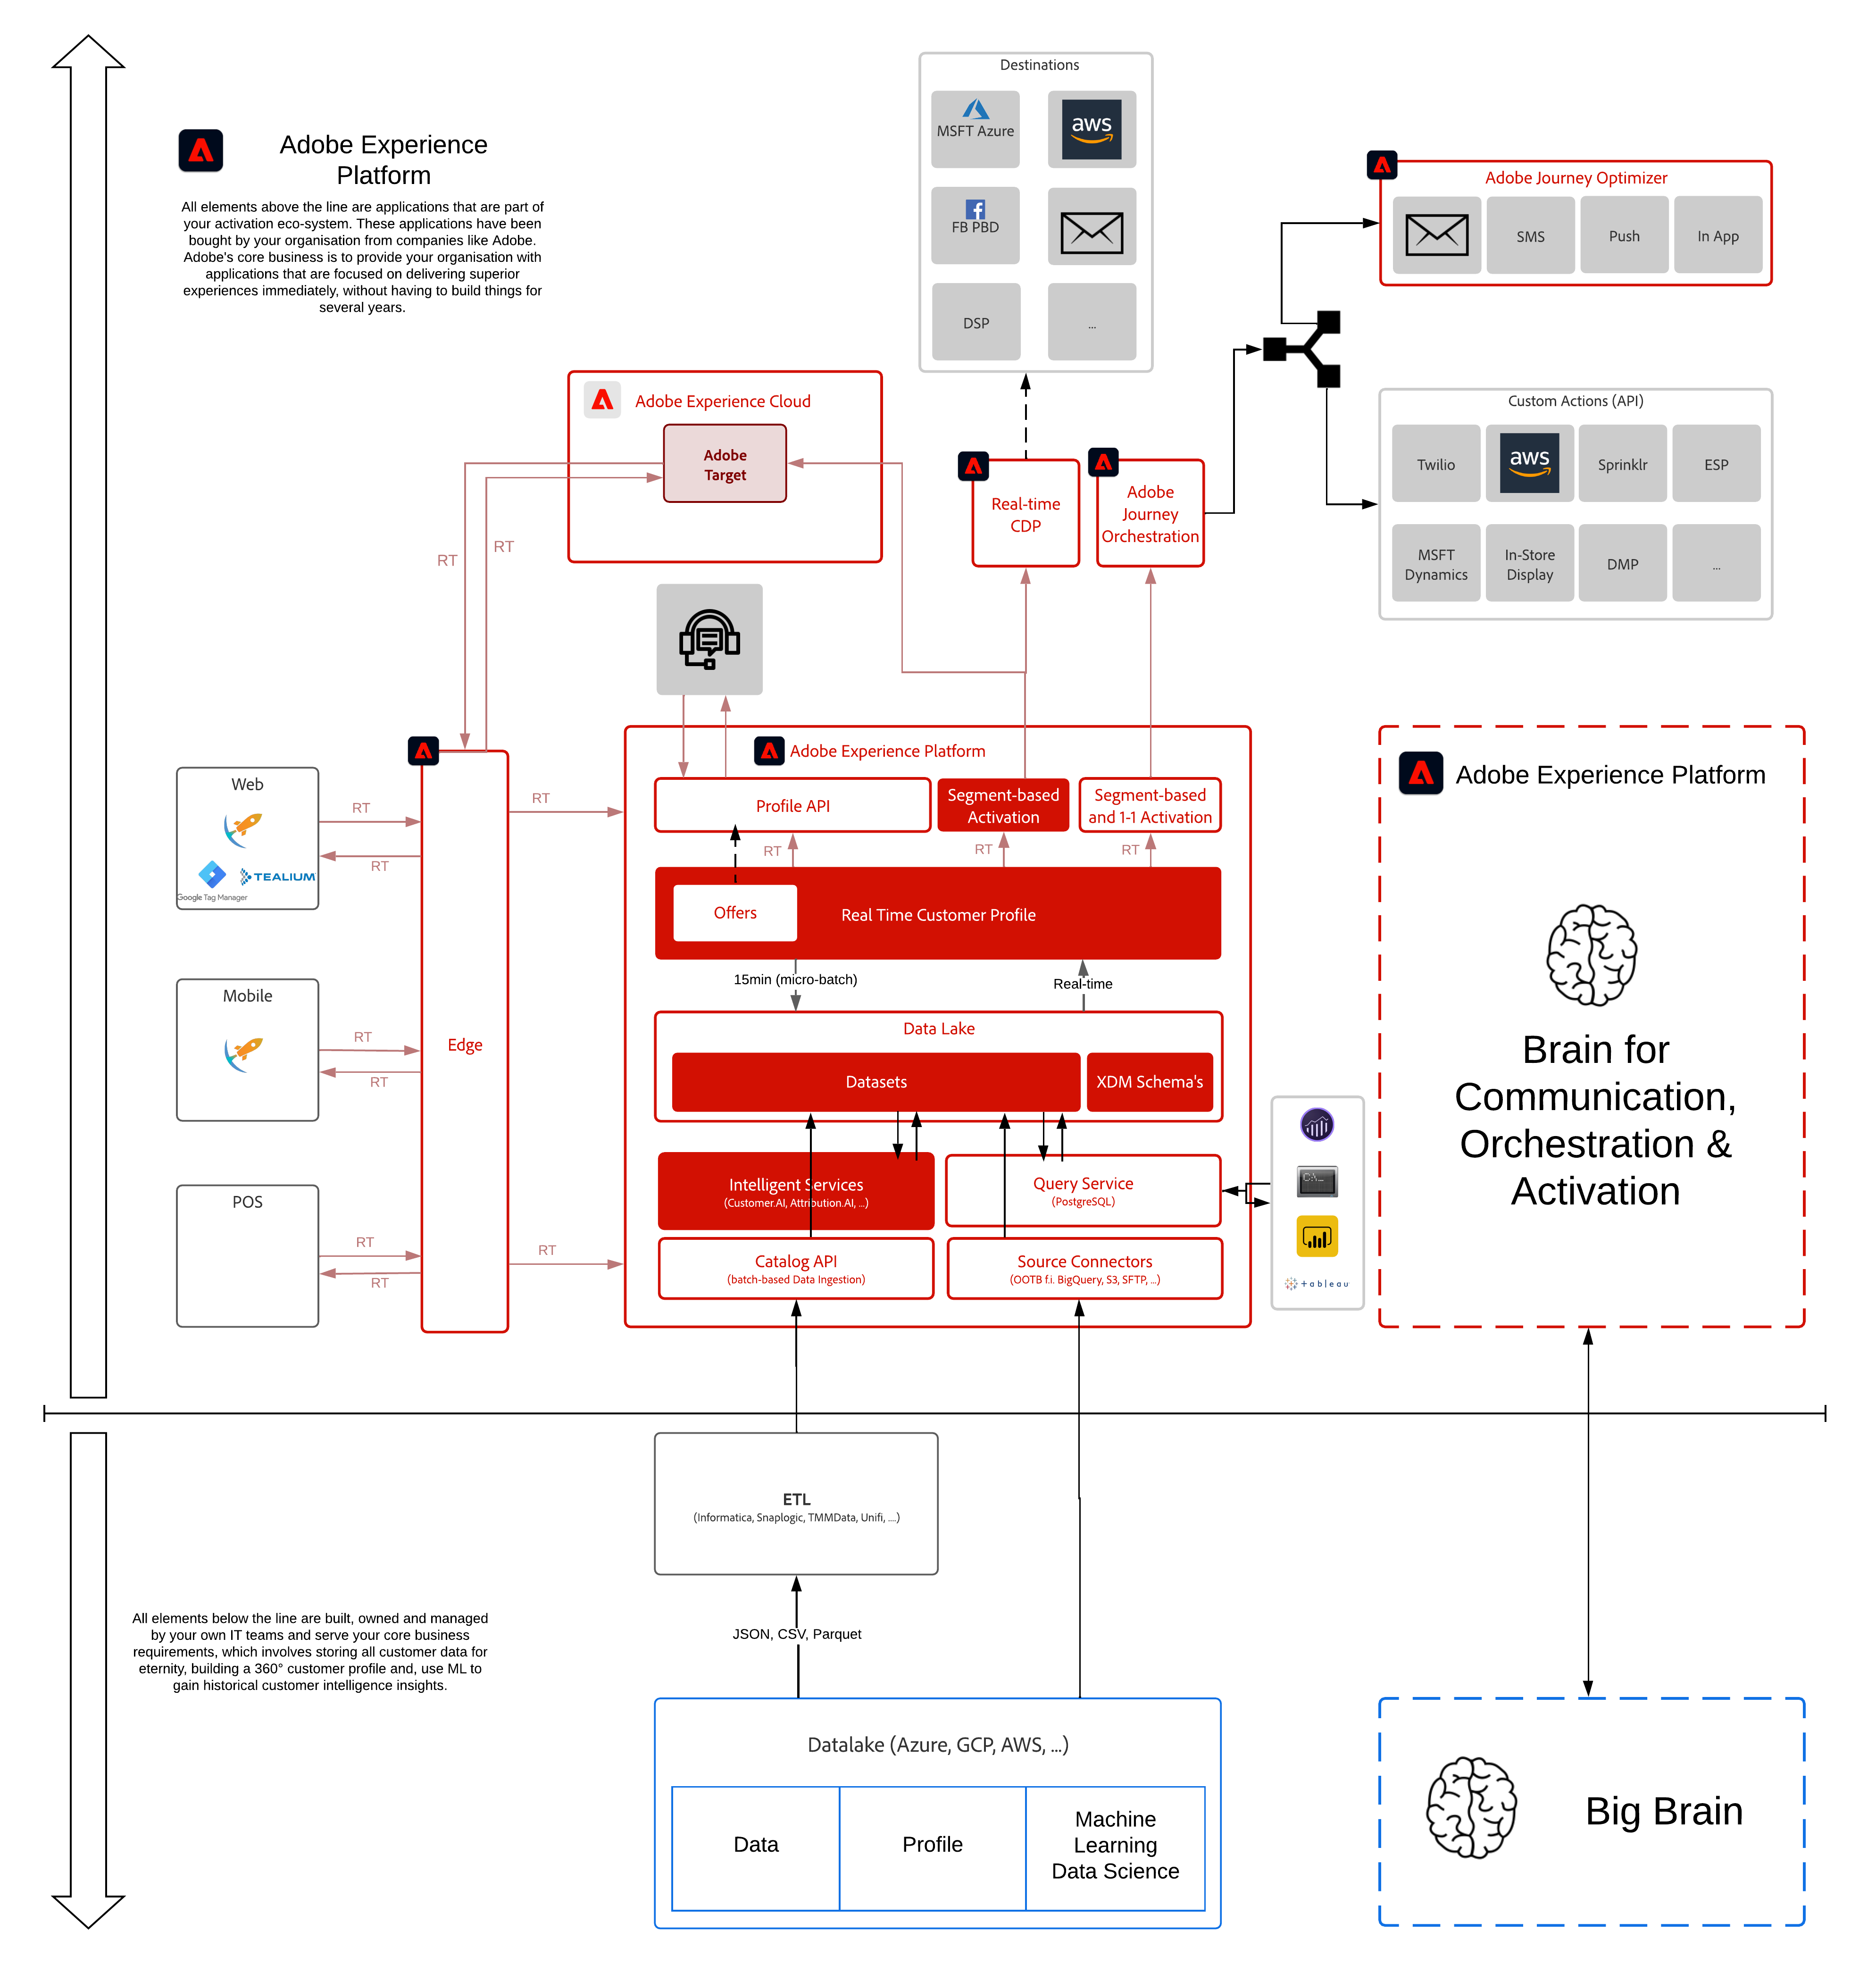 Adobe Experience
Platform
All elements above the line are applications that are part of
your activation eco-system. These applications have been
bought by your organisation from companies like Adobe.
Adobe's core business is to provide your organisation with
applications that are focused on delivering superior
experiences immediately, without having to build things for
several years.
Destinations
MSFT Azure
aws
FB PBD
DSP
...
Adobe Journey Optimizer
SMS
Push
In App
Custom Actions (API)
Twilio
aws
Sprinklr
ESP
MSFT
Dynamics
In-Store
Display
DMP
...
Adobe Experience Cloud
Adobe
Target
Real-time
CDP
Adobe
Journey
Orchestration
RT
RT
Web
Google Tag Manager
TEALIUM
RT
RT
Mobile
RT
RT
POS
RT
RT
Edge
RT
RT
Adobe Experience Platform
Profile API
Segment-based
Activation
Segment-based
and 1-1 Activation
RT
RT
RT
Offers
Real Time Customer Profile
15min (micro-batch)
Real-time
Data Lake
Datasets
XDM Schema's
Intelligent Services
(Customer.AI, Attribution.AI, ...)
Query Service
(PostgreSQL)
Catalog API
(batch-based Data Ingestion)
Source Connectors
(OOTB f.i. BigQuery, S3, SFTP, ...)
C:\_
+ a b l e a u
Adobe Experience Platform
Brain for
Communication,
Orchestration &
Activation
ETL
(Informatica, Snaplogic, TMMData, Unifi, ....)
JSON, CSV, Parquet
All elements below the line are built, owned and managed
by your own IT teams and serve your core business
requirements, which involves storing all customer data for
eternity, building a 360° customer profile and, use ML to
gain historical customer intelligence insights.
Datalake (Azure, GCP, AWS, ...)
Data
Profile
Machine
Learning
Data Science
Big Brain